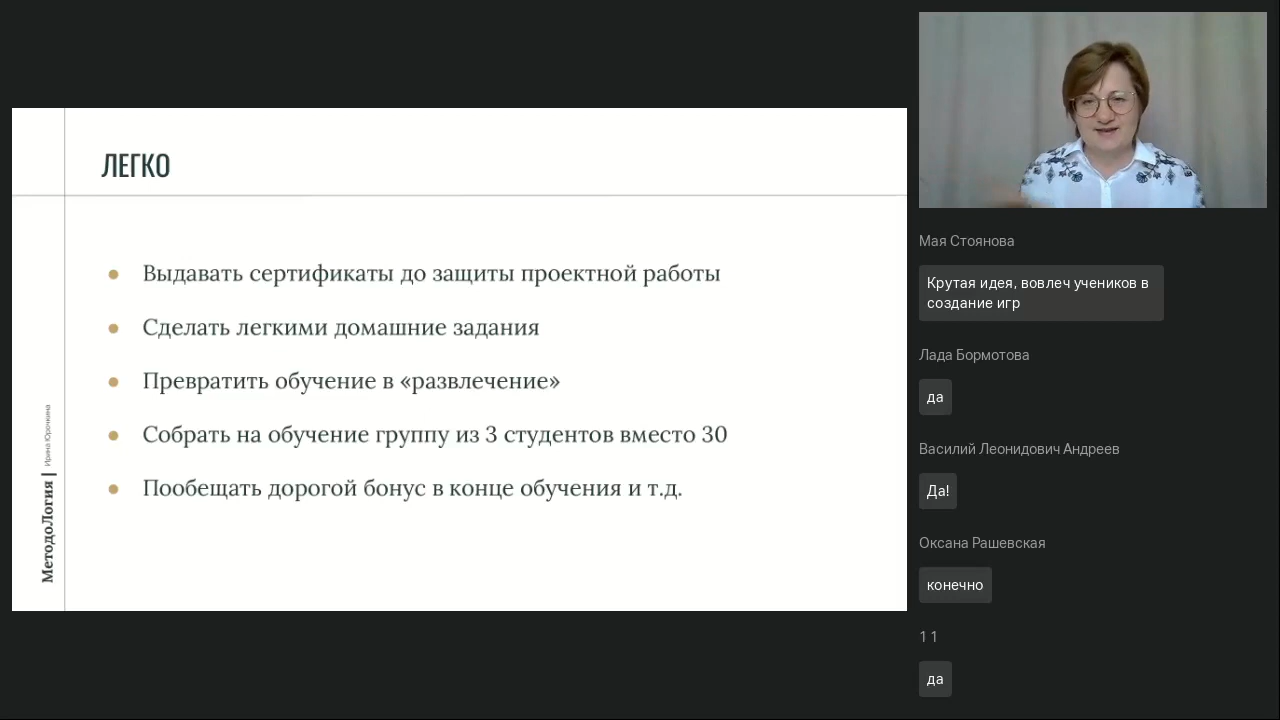 ЛЕГКО
Выдавать сертификаты до защиты проектной работы
Сделать легкими домашние задания
Превратить обучение в «развлечение»
Собрать на обучение группу из 3 студентов вместо 30
Пообещать дорогой бонус в конце обучения и т.д.
МетодоЛогия | Ирина Юрочкина
Мая Стоянова
Крутая идея, вовлеч учеников в
создание игр
Лада Бормотова
да
Василий Леонидович Андреев
Да!
Оксана Рашевская
конечно
1 1
да